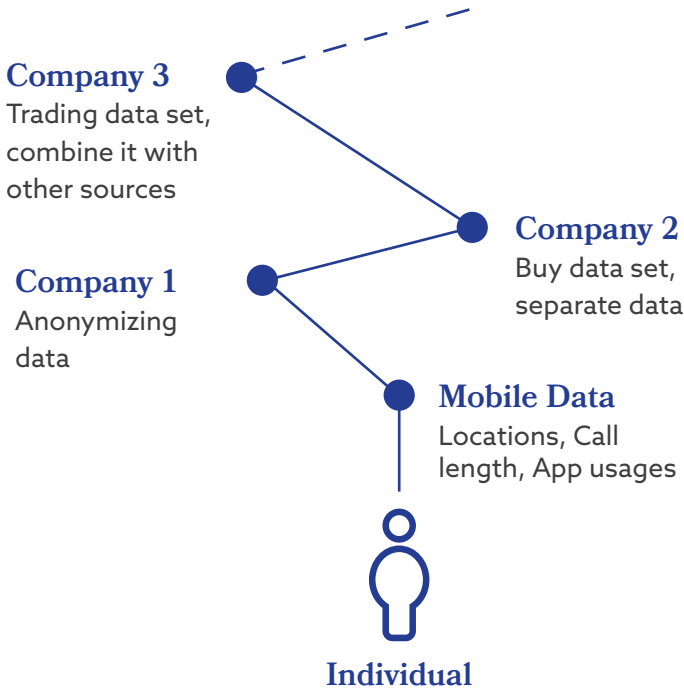 Company 3
Trading data set,
combine it with
other sources
Company 2
Buy data set,
separate data
Company 1
Anonymizing
data
Mobile Data
Locations, Call
length, App usages
Individual